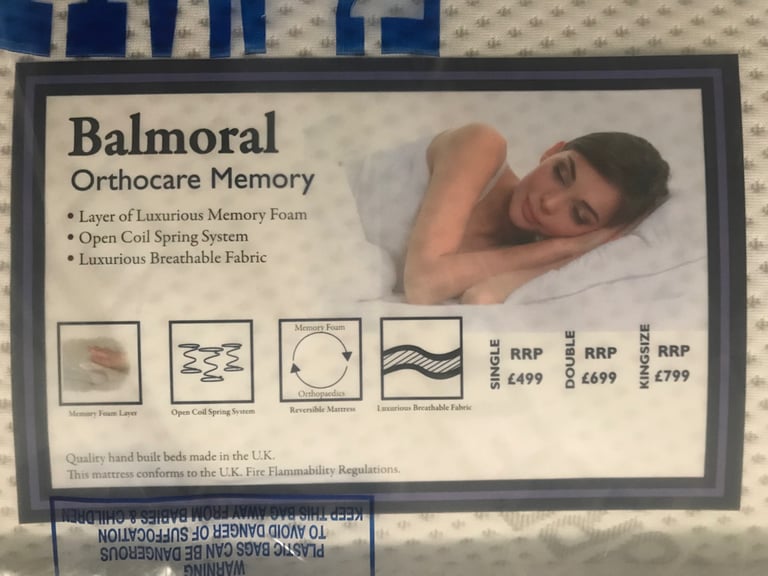 Balmoral
Orthocare Memory
• Layer of Luxurious Memory Foam
• Open Coil Spring System
• Luxurious Breathable Fabric
Memory Foam
Orthopaedics
Memory Foam Layer
Open Coil Spring System
Reversible Mattress
Luxurious Breathable Fabric
SINGLE
RRP
£499
DOUBLE
RRP
£699
KINGSIZE
RRP
£799
Quality hand built beds made in the U.K.
This mattress conforms to the U.K. Fire Flammability Regulations.
WARNING
PLASTIC BAGS CAN BE DANGEROUS
TO AVOID DANGER OF SUFFOCATION
KEEP THIS BAG AWAY FROM BABIES & CHILDREN